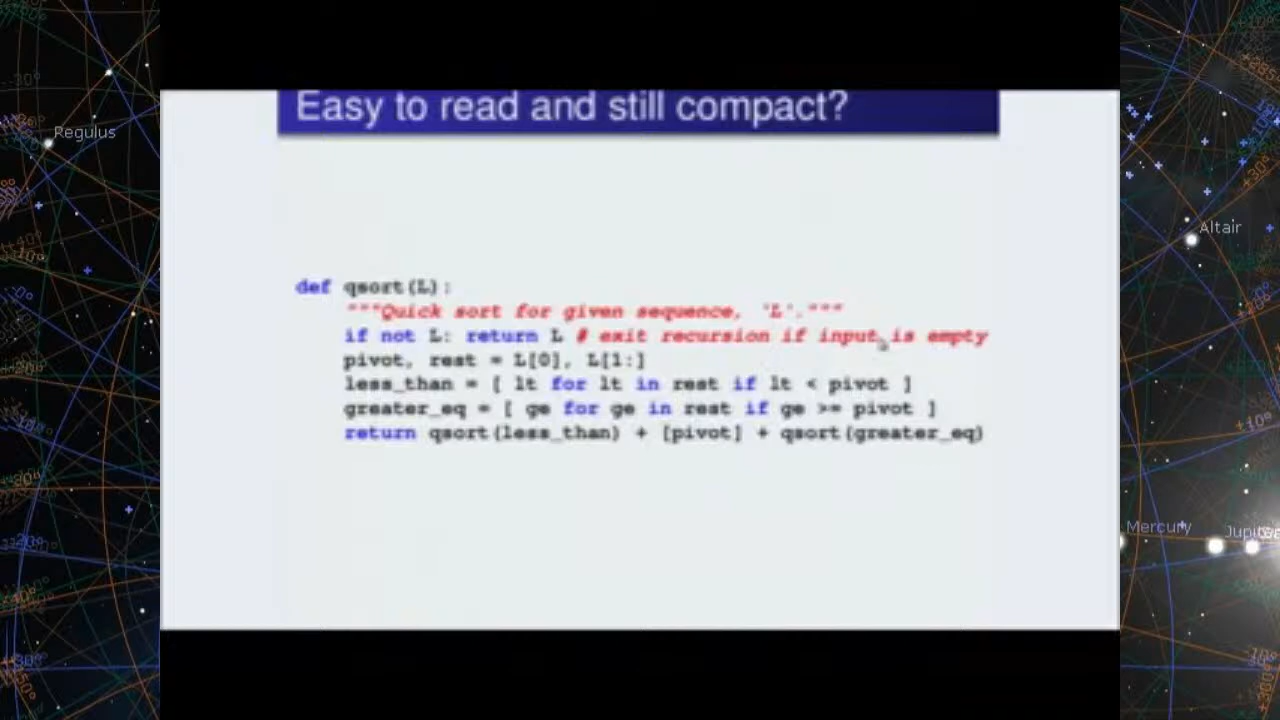 Easy to read and still compact?
def qsort(L):
"""Quick sort for given sequence, 'L'."""
if not L: return L # exit recursion if input is empty
pivot, rest = L[0], L[1:]
less_than = [ lt for lt in rest if lt < pivot ]
greater_eq = [ ge for ge in rest if ge >= pivot ]
return qsort(less_than) + [pivot] + qsort(greater_eq)
Regulus
Altair
Mercury